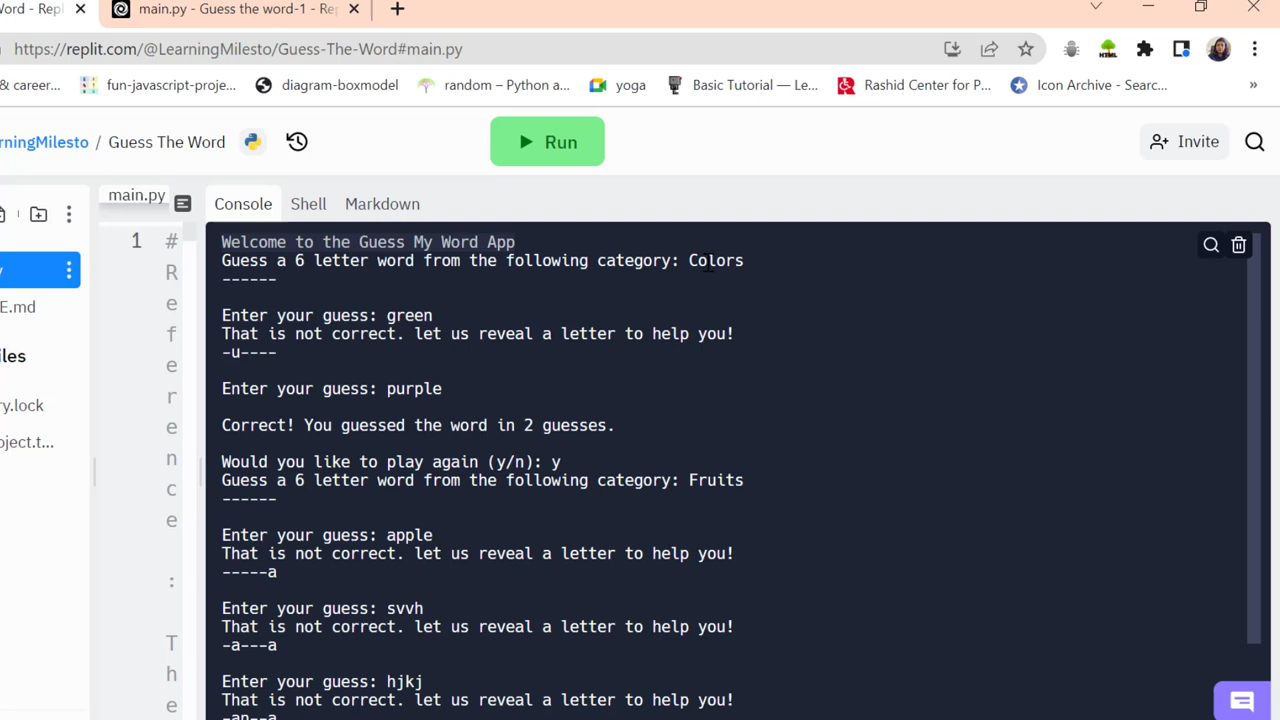 Word - Repl
main.py - Guess the word-1 - Rep
https://replit.com/@LearningMilesto/Guess-The-Word#main.py
& career...
fun-javascript-proje...
diagram-boxmodel
random – Python a...
yoga
Basic Tutorial — Le...
Rashid Center for P...
Icon Archive - Searc...
»
rningMilesto / Guess The Word
Run
Invite
main.py
Console
Shell
Markdown
y
E.md
iles
ry.lock
oject.t...
1
#
R
e
f
e
r
e
n
c
e
:
T
h
e
Welcome to the Guess My Word App
Guess a 6 letter word from the following category: Colors
------
Enter your guess: green
That is not correct. let us reveal a letter to help you!
-u----
Enter your guess: purple
Correct! You guessed the word in 2 guesses.
Would you like to play again (y/n): y
Guess a 6 letter word from the following category: Fruits
------
Enter your guess: apple
That is not correct. let us reveal a letter to help you!
-----a
Enter your guess: svvh
That is not correct. let us reveal a letter to help you!
-a---a
Enter your guess: hjkj
That is not correct. let us reveal a letter to help you!
-an--a